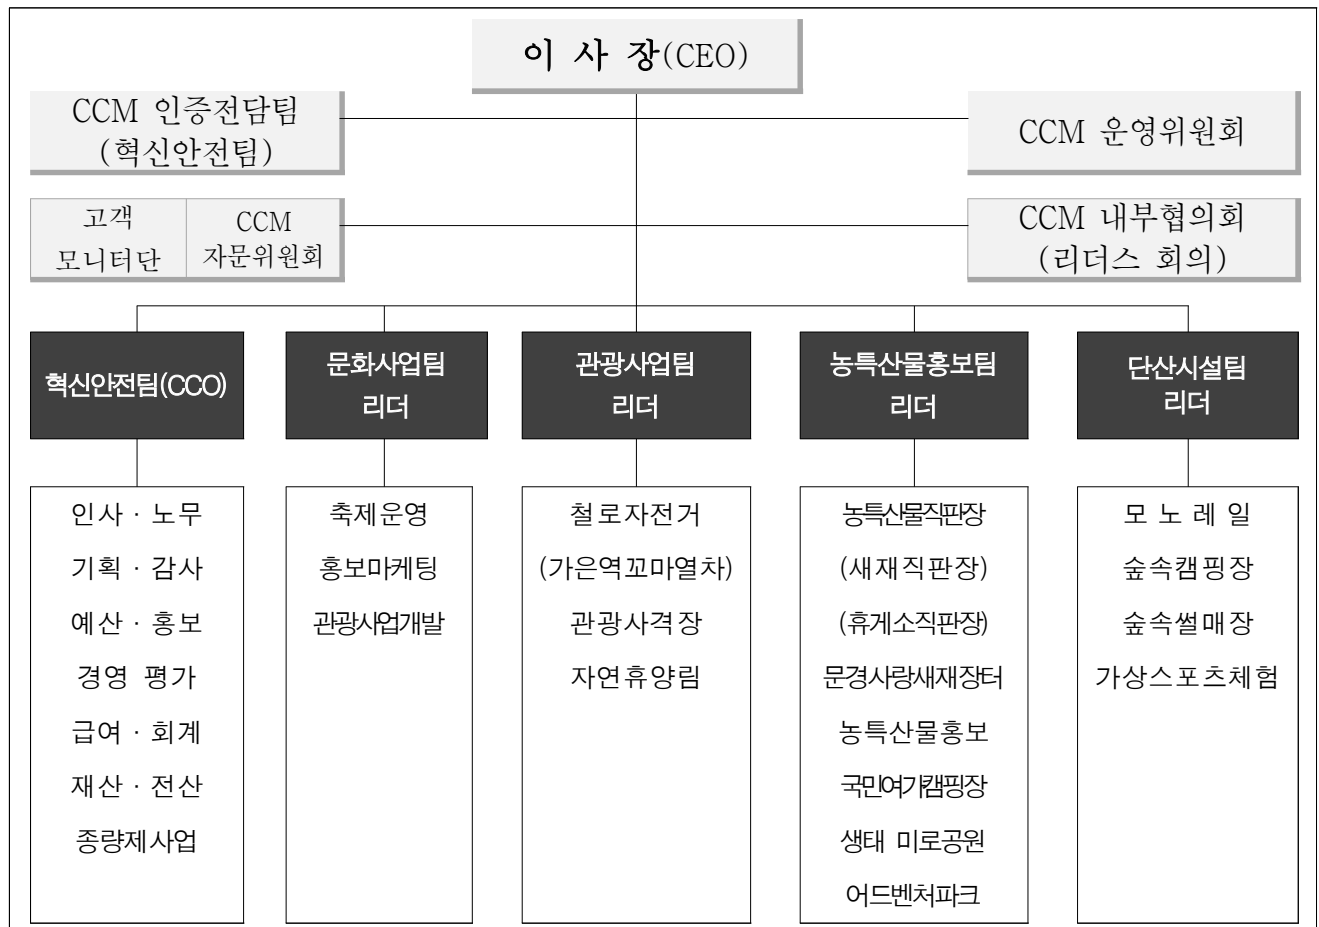 이 사 장(CEO)
CCM 인증전담팀
(혁신안전팀)
CCM 운영위원회
고객
모니터단
CCM
자문위원회
CCM 내부협의회
(리더스 회의)
혁신안전팀(CCO)
문화사업팀
리더
관광사업팀
리더
농특산물홍보팀
리더
단산시설팀
리더
인사 · 노무
기획 · 감사
예산 · 홍보
경영 평가
급여 · 회계
재산 · 전산
종량제사업
축제운영
홍보마케팅
관광사업개발
철로자전거
(가은역꼬마열차)
관광사격장
자연휴양림
농특산물직판장
(새재직판장)
(휴게소직판장)
문경사랑새재장터
농특산물홍보
국민여가캠핑장
생태 미로공원
어드벤처파크
모 노 레 일
숲속캠핑장
숲속썰매장
가상스포츠체험